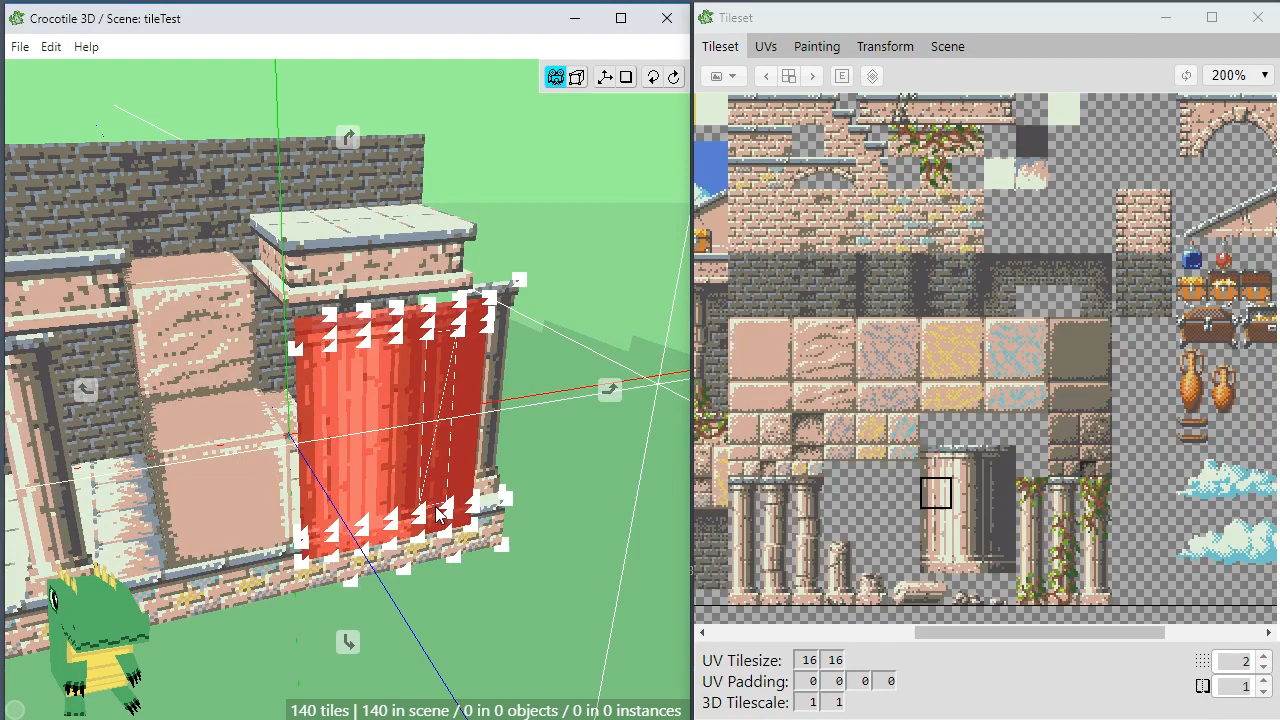 Crocotile 3D / Scene: tileTest
File Edit Help
140 tiles | 140 in scene / 0 in 0 objects / 0 in 0 instances
Tileset
Tileset UVs Painting Transform Scene
E
200%
UV Tilesize: 16 16
UV Padding: 0 0 0 0
3D Tilescale: 1 1
2
1